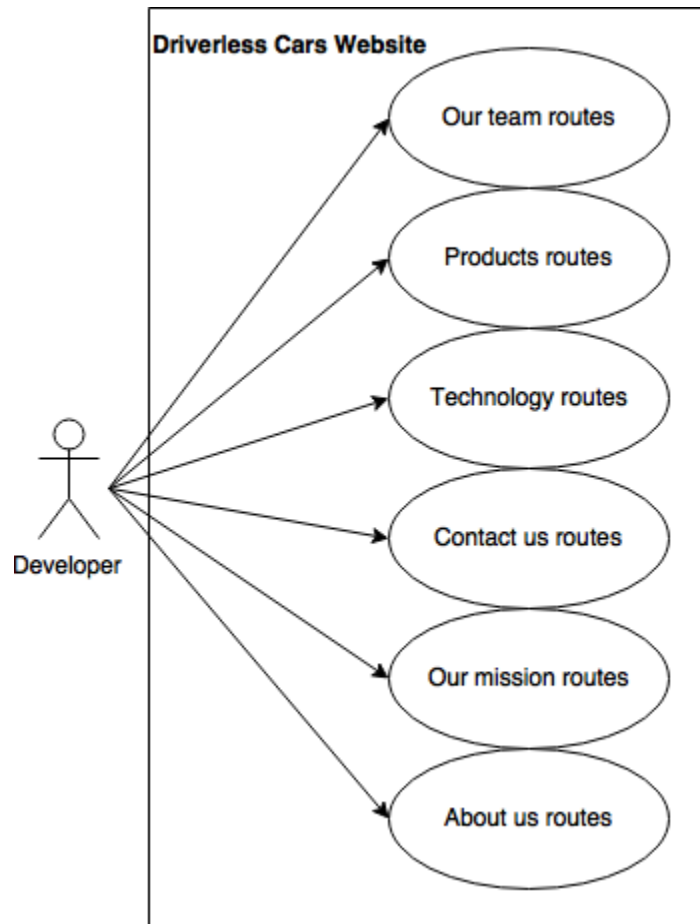 Driverless Cars Website
Our team routes
Products routes
Technology routes
Contact us routes
Developer
Our mission routes
About us routes